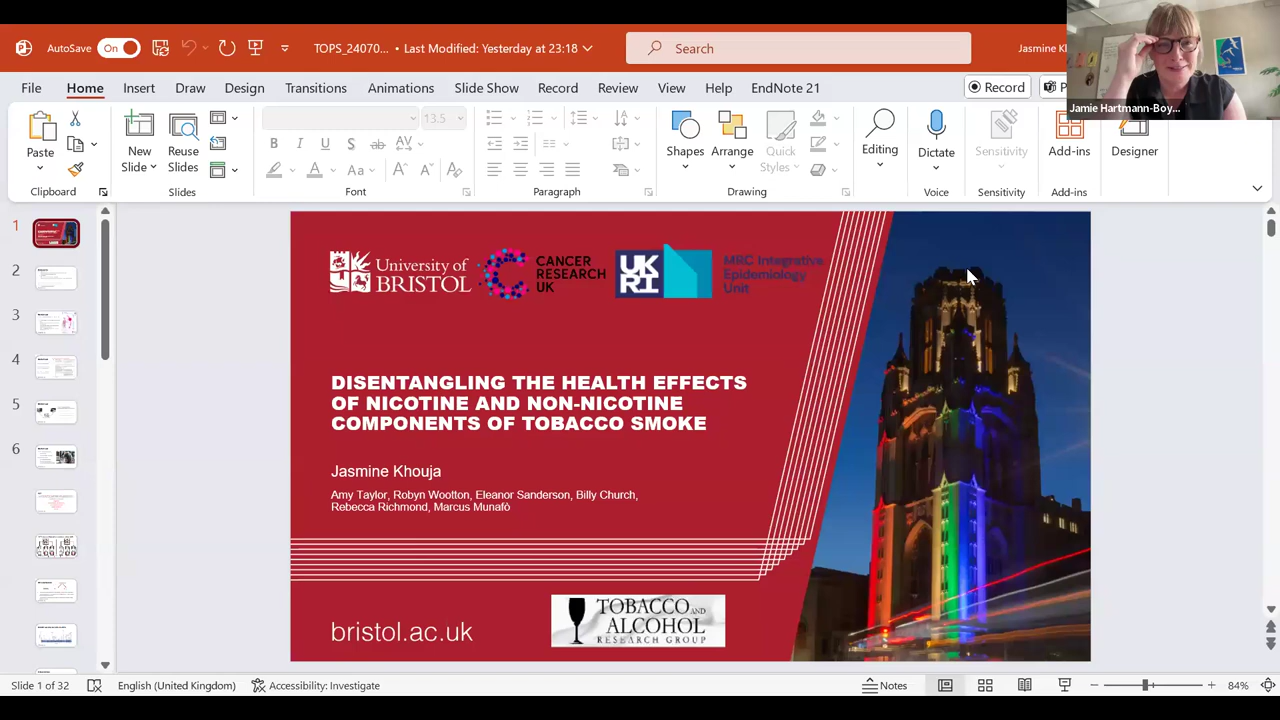 AutoSave
On
TOPS_24070... • Last Modified: Yesterday at 23:18
Search
Jasmine Kh
File
Home
Insert
Draw
Design
Transitions
Animations
Slide Show
Record
Review
View
Help
EndNote 21
Record
Jamie Hartmann-Boy...
Paste
New
Slide
Reuse
Slides
13.5
Shapes
Arrange
Quick
Styles
Editing
Dictate
Sensitivity
Add-ins
Designer
Clipboard
Slides
Font
Paragraph
Drawing
Voice
Sensitivity
Add-ins
1
2
3
4
5
6
University of
BRISTOL
CANCER
RESEARCH
UK
UK
RI
MRC Integrative
Epidemiology
Unit
DISENTANGLING THE HEALTH EFFECTS
OF NICOTINE AND NON-NICOTINE
COMPONENTS OF TOBACCO SMOKE
Jasmine Khouja
Amy Taylor, Robyn Wootton, Eleanor Sanderson, Billy Church,
Rebecca Richmond, Marcus Munafò
bristol.ac.uk
TOBACCO AND
ALCOHOL
RESEARCH GROUP
Slide 1 of 32
English (United Kingdom)
Accessibility: Investigate
Notes
84%